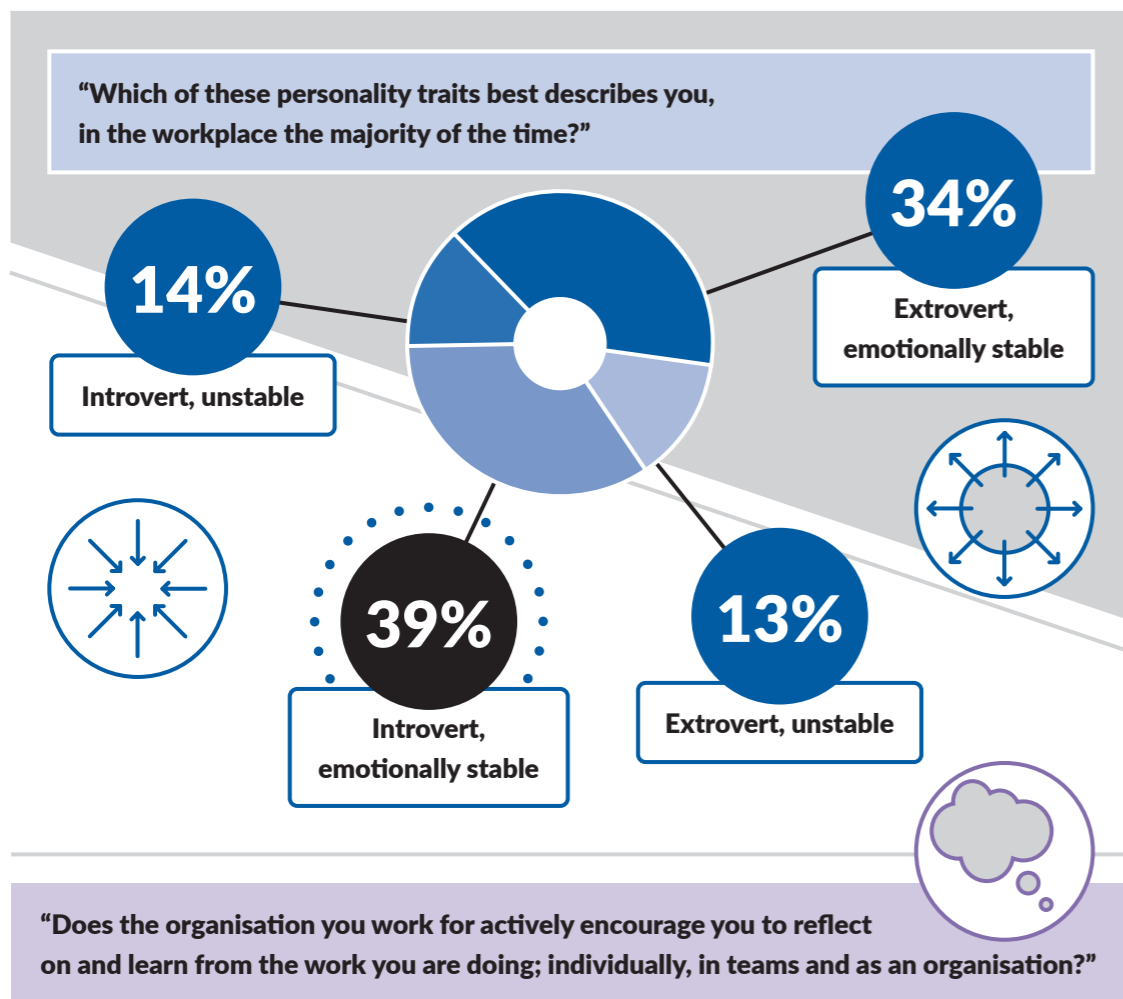 “Which of these personality traits best describes you,
in the workplace the majority of the time?”
34%
Extrovert,
emotionally stable
14%
Introvert, unstable
39%
Introvert,
emotionally stable
13%
Extrovert, unstable
“Does the organisation you work for actively encourage you to reflect
on and learn from the work you are doing; individually, in teams and as an organisation?”